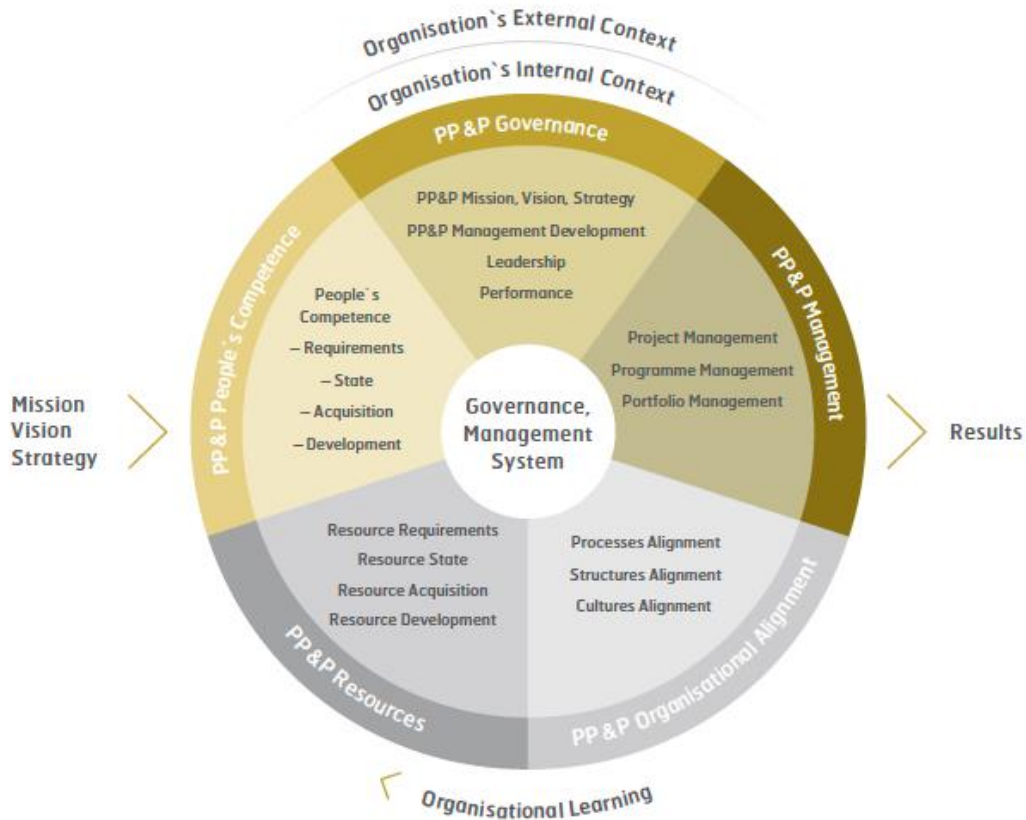 Organisation`s External Context
Organisation`s Internal Context
PP&P Governance
PP&P Mission, Vision, Strategy
PP&P Management Development
Leadership
Performance
PP&P Management
Project Management
Programme Management
Portfolio Management
PP&P People`s Competence
People`s
Competence
– Requirements
– State
– Acquisition
– Development
Governance,
Management
System
Mission
Vision
Strategy
Results
Resource Requirements
Resource State
Resource Acquisition
Resource Development
PP&P Resources
Processes Alignment
Structures Alignment
Cultures Alignment
PP&P Organisational Alignment
Organisational Learning